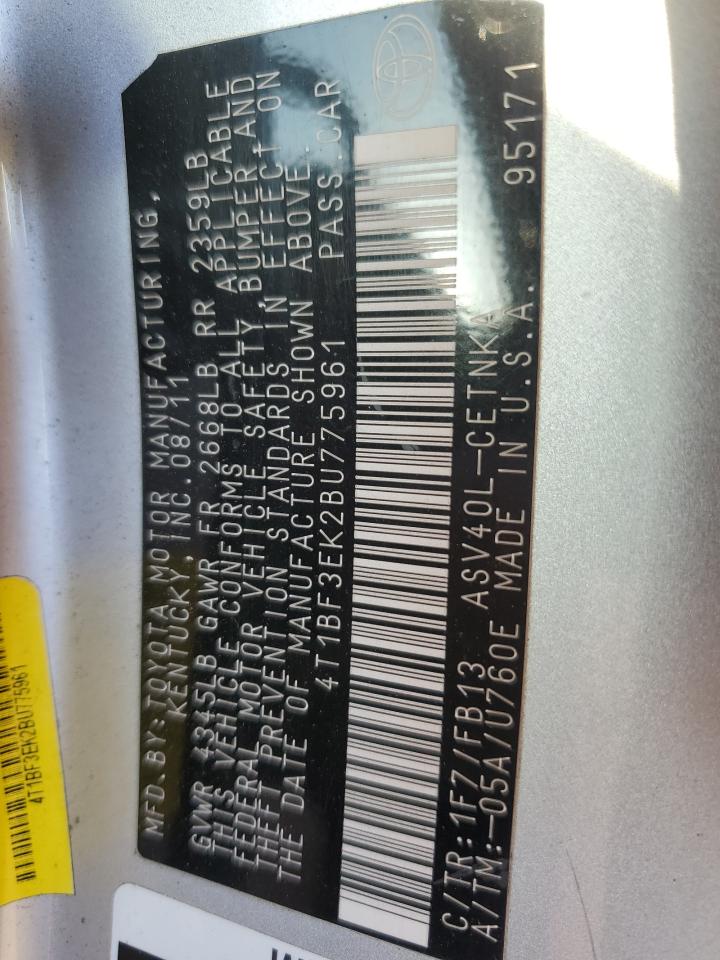 MFD.BY:TOYOTA MOTOR MANUFACTURING,
KENTUCKY, INC.08/11
GVWR 4345LB GAWR FR 2668LB RR 2359LB
THIS VEHICLE CONFORMS TO ALL APPLICABLE
FEDERAL MOTOR VEHICLE SAFETY, BUMPER AND
THEFT PREVENTION STANDARDS IN EFFECT ON
THE DATE OF MANUFACTURE SHOWN ABOVE.
4T1BF3EK2BU775961 PASS.CAR
C/TR:1F7/FB13 ASV40L-CETNKA
A/TM:-05A/U760E MADE IN U.S.A. 95171
4T1BF3EK2BU775961